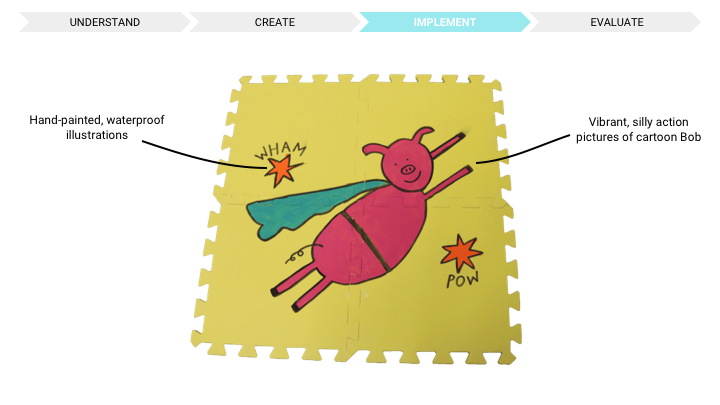 UNDERSTAND
CREATE
IMPLEMENT
EVALUATE
Hand-painted, waterproof
illustrations
Vibrant, silly action
pictures of cartoon Bob
WHAM
POW